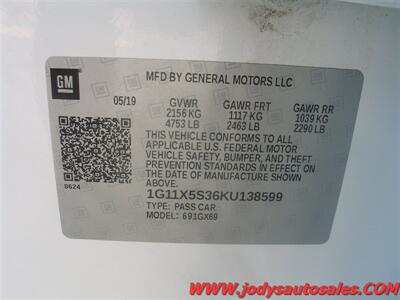 GM
MFD BY GENERAL MOTORS LLC
05/19 GVWR GAWR FRT GAWR RR
2156 KG 1117 KG 1039 KG
4753 LB 2463 LB 2290 LB
THIS VEHICLE CONFORMS TO ALL
APPLICABLE U.S. FEDERAL MOTOR
VEHICLE SAFETY, BUMPER, AND THEFT
PREVENTION STANDARDS IN EFFECT
ON THE DATE OF MANUFACTURE SHOWN
ABOVE.
8624
1G11X5S36KU138599
TYPE: PASS CAR
MODEL: 691GX69
www.jodysautosales.com